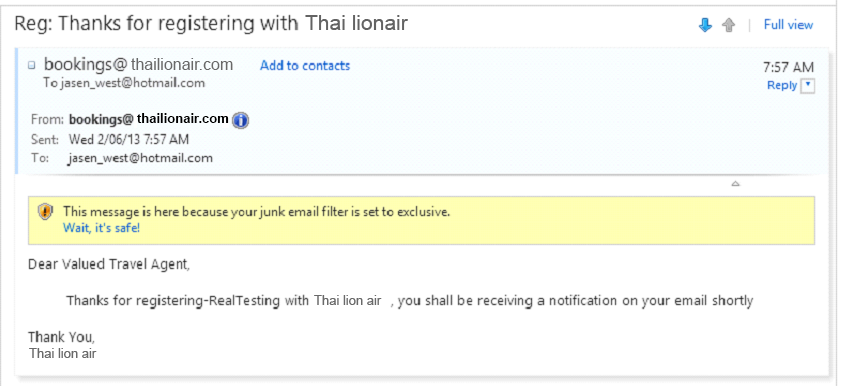 Reg: Thanks for registering with Thai lionair
Full view
bookings@ thailionair.com Add to contacts 7:57 AM
To jasen_west@hotmail.com Reply
From: bookings@ thailionair.com
Sent: Wed 2/06/13 7:57 AM
To: jasen_west@hotmail.com
This message is here because your junk email filter is set to exclusive.
Wait, it's safe!
Dear Valued Travel Agent,
Thanks for registering-RealTesting with Thai lion air , you shall be receiving a notification on your email shortly
Thank You,
Thai lion air